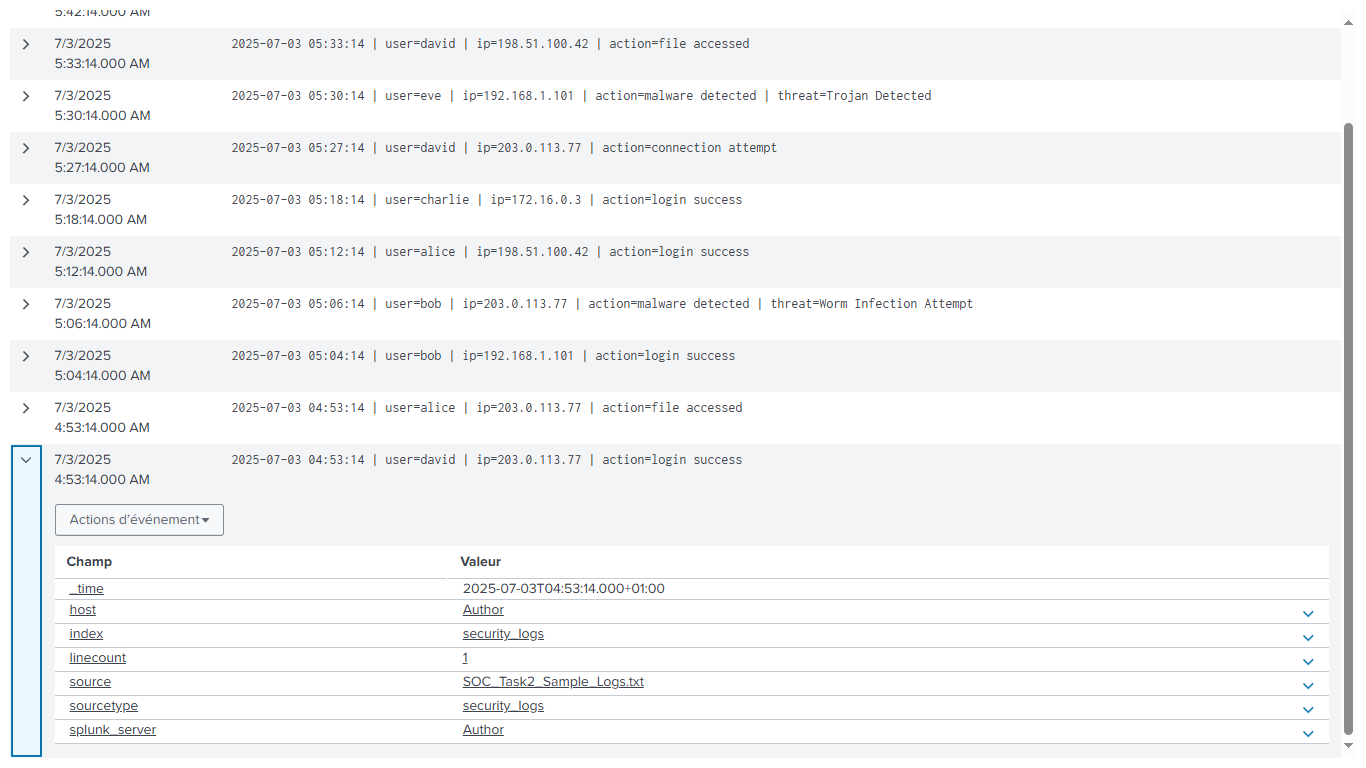 5:42:14.000 AM
7/3/2025 2025-07-03 05:33:14 | user=david | ip=198.51.100.42 | action=file accessed
5:33:14.000 AM
7/3/2025 2025-07-03 05:30:14 | user=eve | ip=192.168.1.101 | action=malware detected | threat=Trojan Detected
5:30:14.000 AM
7/3/2025 2025-07-03 05:27:14 | user=david | ip=203.0.113.77 | action=connection attempt
5:27:14.000 AM
7/3/2025 2025-07-03 05:18:14 | user=charlie | ip=172.16.0.3 | action=login success
5:18:14.000 AM
7/3/2025 2025-07-03 05:12:14 | user=alice | ip=198.51.100.42 | action=login success
5:12:14.000 AM
7/3/2025 2025-07-03 05:06:14 | user=bob | ip=203.0.113.77 | action=malware detected | threat=Worm Infection Attempt
5:06:14.000 AM
7/3/2025 2025-07-03 05:04:14 | user=bob | ip=192.168.1.101 | action=login success
5:04:14.000 AM
7/3/2025 2025-07-03 04:53:14 | user=alice | ip=203.0.113.77 | action=file accessed
4:53:14.000 AM
7/3/2025 2025-07-03 04:53:14 | user=david | ip=203.0.113.77 | action=login success
4:53:14.000 AM
Actions d'événement
Champ Valeur
_time 2025-07-03T04:53:14.000+01:00
host Author
index security_logs
linecount 1
source SOC_Task2_Sample_Logs.txt
sourcetype security_logs
splunk_server Author